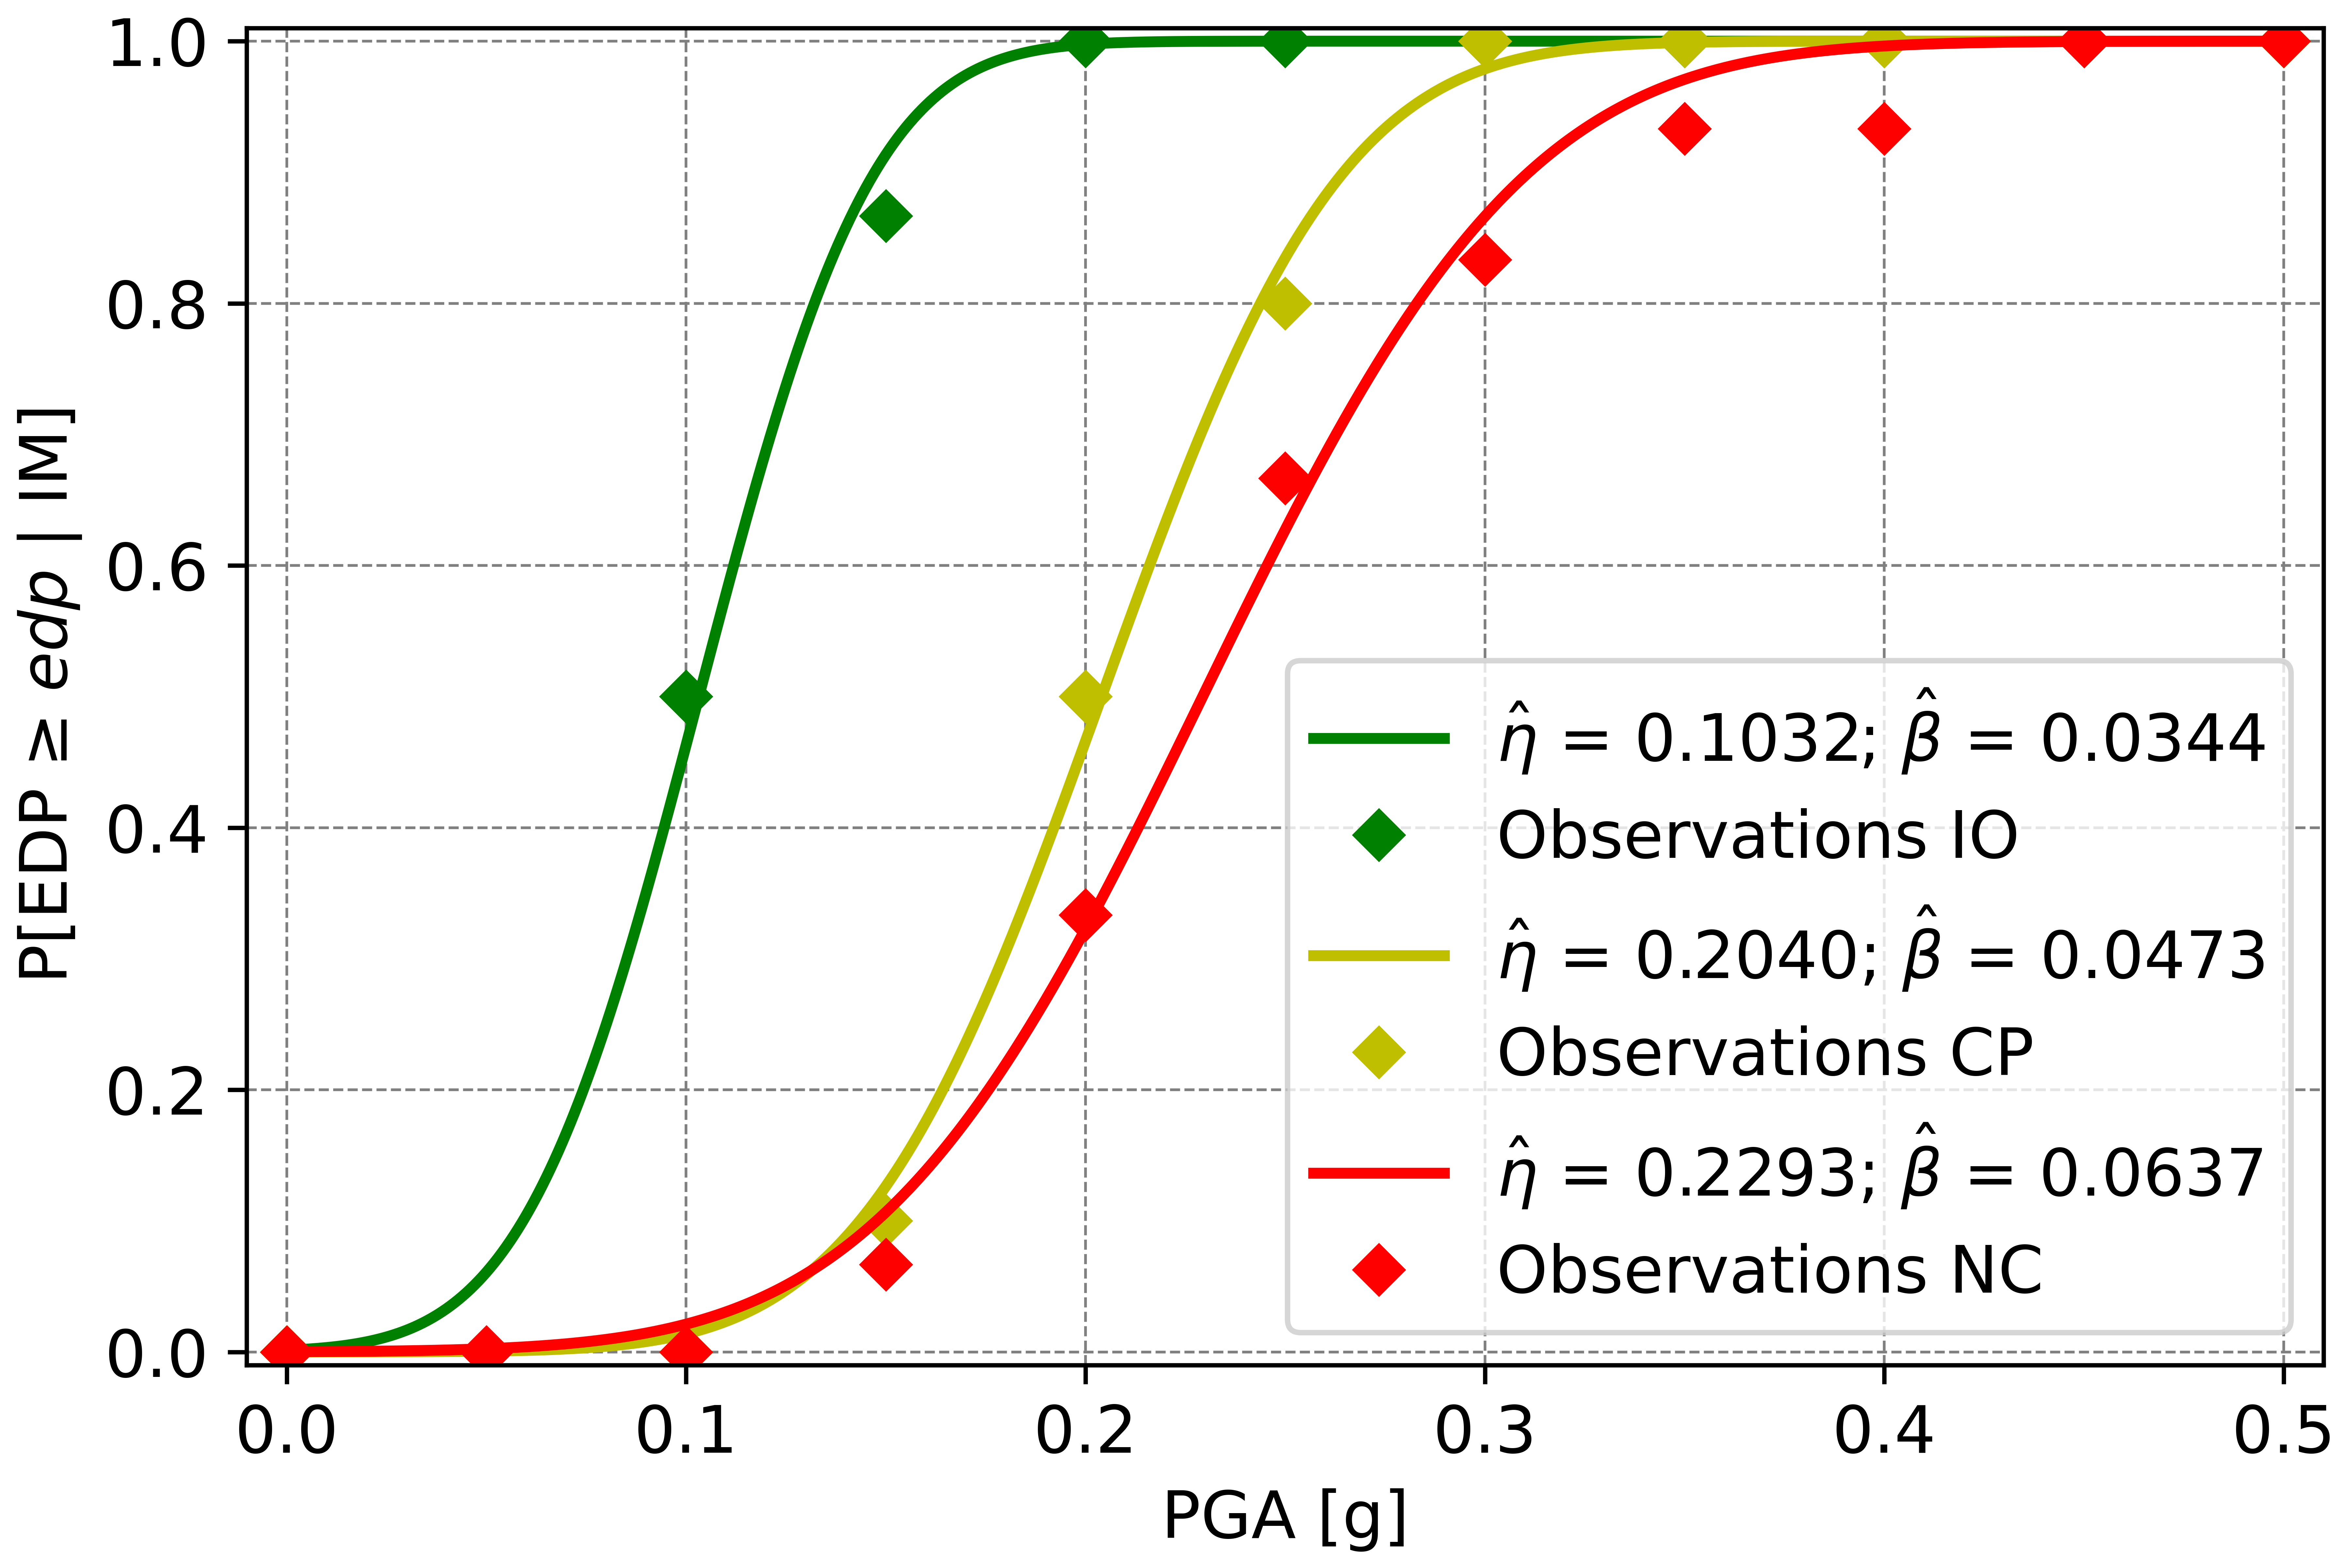 1.0
0.8
0.6
0.4
0.2
0.0
P[EDP ≥ edp | IM]
η̂ = 0.1032; β̂ = 0.0344
Observations IO
η̂ = 0.2040; β̂ = 0.0473
Observations CP
η̂ = 0.2293; β̂ = 0.0637
Observations NC
0.0 0.1 0.2 0.3 0.4 0.5
PGA [g]